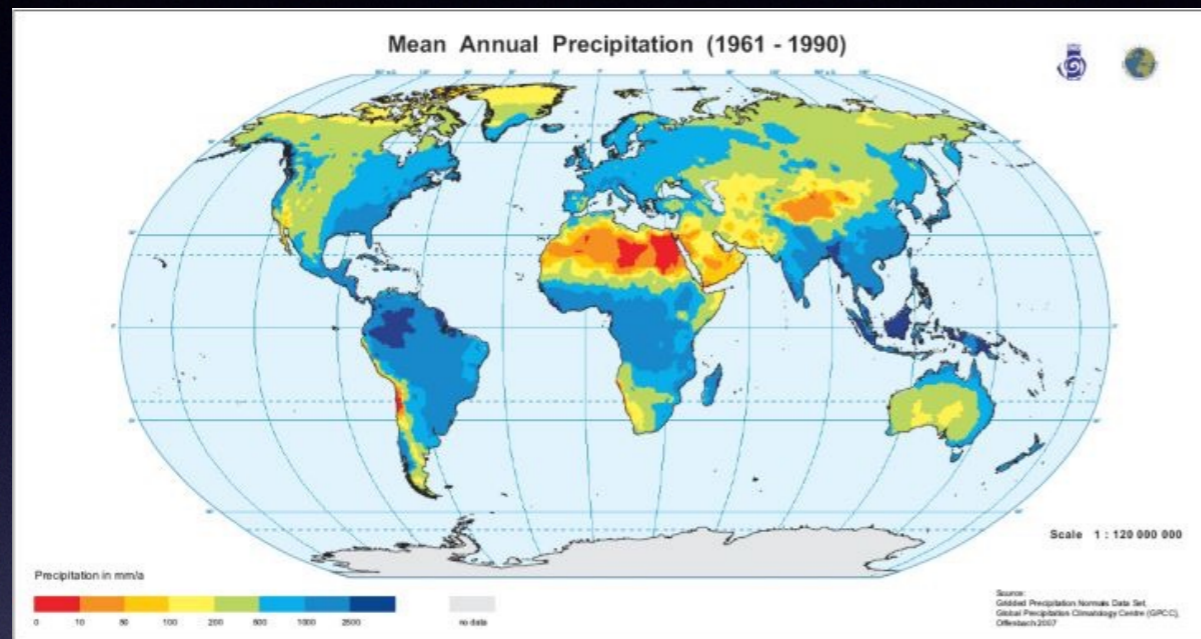 Mean Annual Precipitation (1961 - 1990)
Scale 1 : 120 000 000
Precipitation in mm/a
0 10 50 100 200 500 1000 2500 no data
Source:
Gridded Precipitation Normals Data Set,
Global Precipitation Climatology Centre (GPCC),
Offenbach 2007